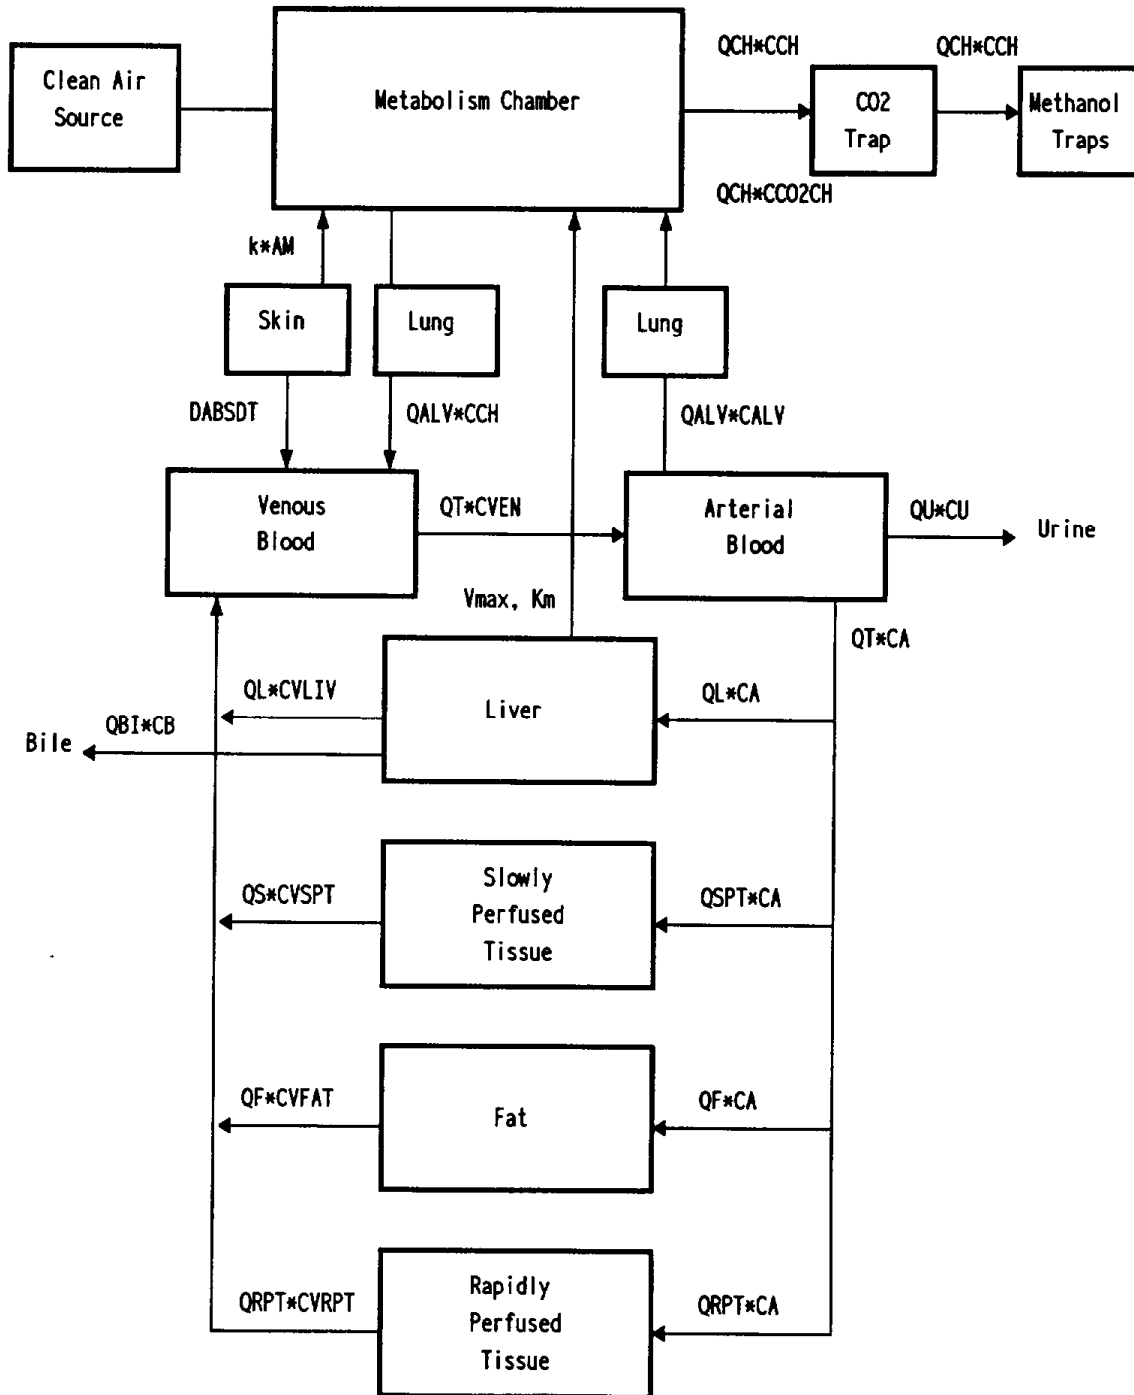 QCH*CCH
QCH*CCH
Clean Air
Source
Metabolism Chamber
CO2
Trap
Methanol
Traps
QCH*CCO2CH
k*AM
Skin
Lung
Lung
DABSDT
QALV*CCH
QALV*CALV
Venous
Blood
QT*CVEN
Arterial
Blood
QU*CU
Urine
Vmax, Km
QT*CA
QL*CVLIV
Liver
QL*CA
Bile
QBI*CB
QS*CVSPT
Slowly
Perfused
Tissue
QSPT*CA
QF*CVFAT
Fat
QF*CA
QRPT*CVRPT
Rapidly
Perfused
Tissue
QRPT*CA